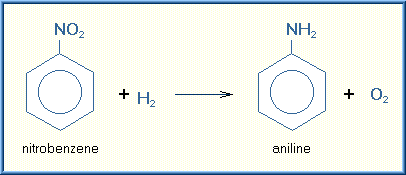 NO₂
NH₂
+ H₂
+ O₂
nitrobenzene
aniline